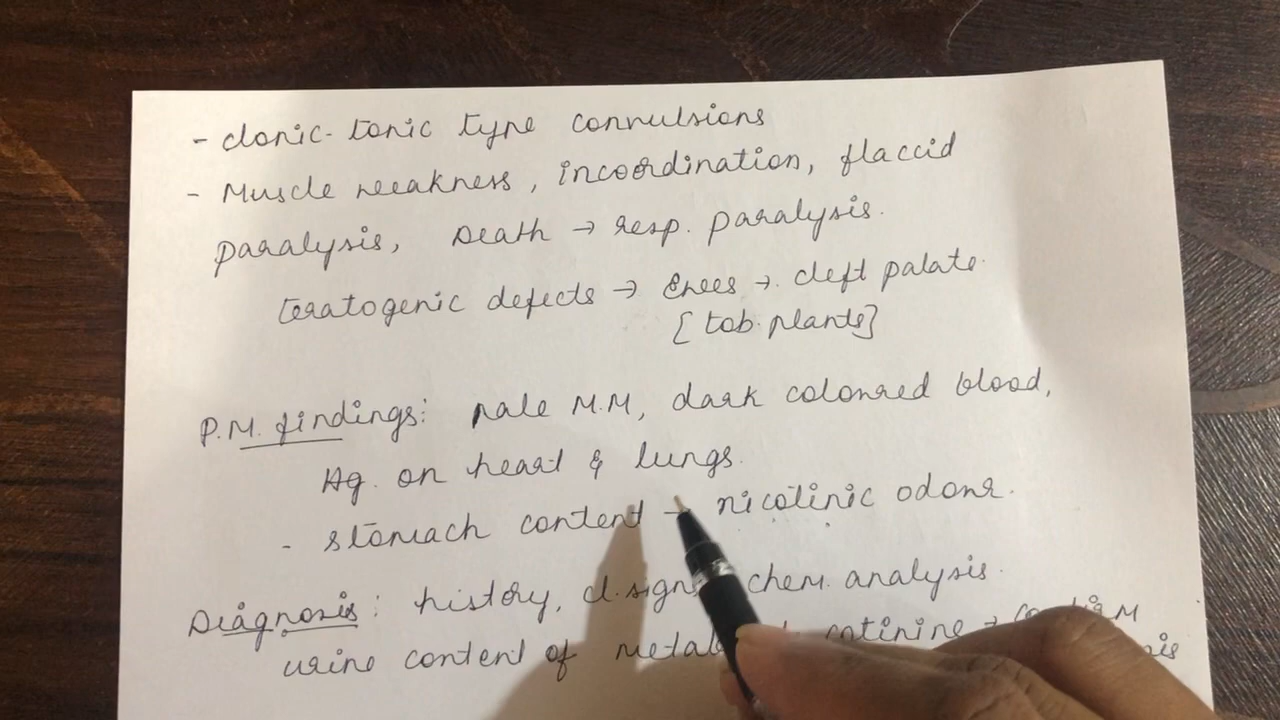 - clonic-tonic type convulsions
- Muscle weakness, incoordination, flaccid
paralysis, Death → resp. paralysis.
teratogenic defects → Ewes → cleft palate.
[tob. plants]
P.M. findings: pale M.M, dark coloured blood,
Hg. on heart & lungs.
- stomach content → nicotinic odour.
Diagnosis: history, cl. signs chem. analysis.
urine content of cotinine →